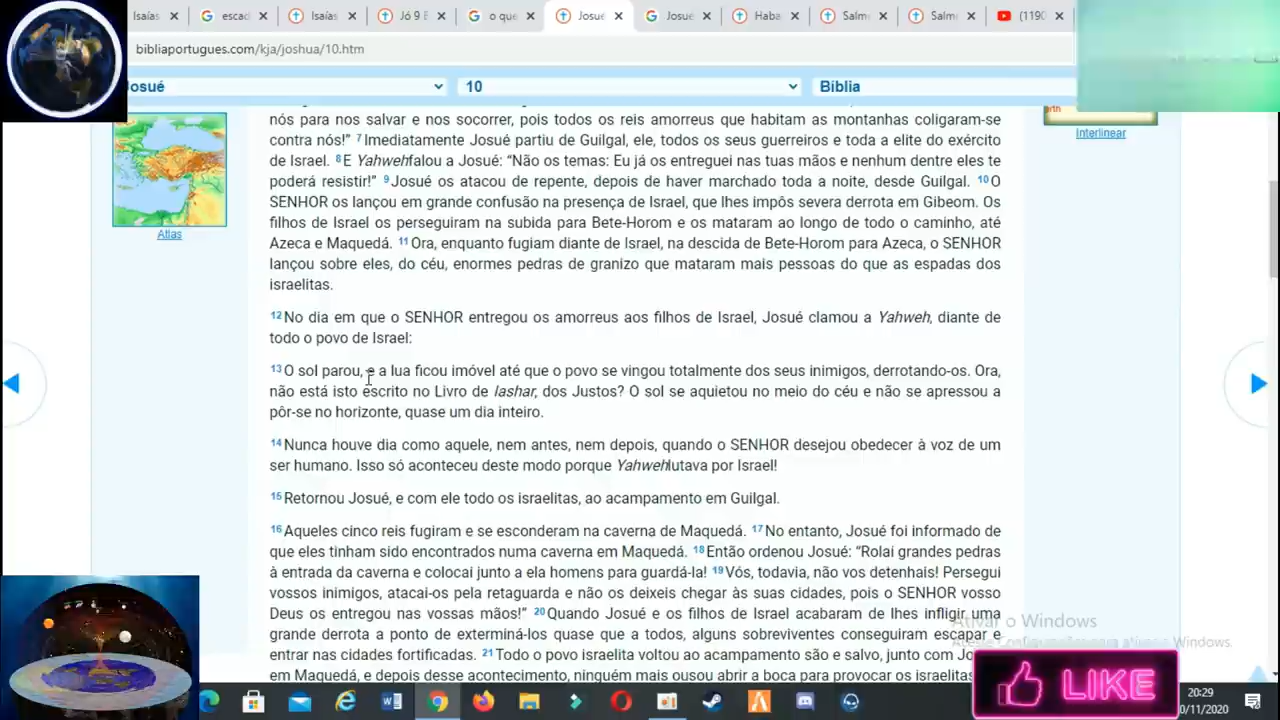 Isaías
escad
Isaías
Jó 9 E
o que
Josué
Josué
Haba
Salm
Salm
(1190
bibliaportugues.com/kja/joshua/10.htm
osué
10
Bíblia
nós para nos salvar e nos socorrer, pois todos os reis amorreus que habitam as montanhas coligaram-se
contra nós!” 7 Imediatamente Josué partiu de Guilgal, ele, todos os seus guerreiros e toda a elite do exército
de Israel. 8 E Yahwehfalou a Josué: “Não os temas: Eu já os entreguei nas tuas mãos e nenhum dentre eles te
poderá resistir!” 9 Josué os atacou de repente, depois de haver marchado toda a noite, desde Guilgal. 10 O
SENHOR os lançou em grande confusão na presença de Israel, que lhes impôs severa derrota em Gibeom. Os
filhos de Israel os perseguiram na subida para Bete-Horom e os mataram ao longo de todo o caminho, até
Azeca e Maquedá. 11 Ora, enquanto fugiam diante de Israel, na descida de Bete-Horom para Azeca, o SENHOR
lançou sobre eles, do céu, enormes pedras de granizo que mataram mais pessoas do que as espadas dos
israelitas.
12 No dia em que o SENHOR entregou os amorreus aos filhos de Israel, Josué clamou a Yahweh, diante de
todo o povo de Israel:
13 O sol parou, e a lua ficou imóvel até que o povo se vingou totalmente dos seus inimigos, derrotando-os. Ora,
não está isto escrito no Livro de Iashar, dos Justos? O sol se aquietou no meio do céu e não se apressou a
pôr-se no horizonte, quase um dia inteiro.
14 Nunca houve dia como aquele, nem antes, nem depois, quando o SENHOR desejou obedecer à voz de um
ser humano. Isso só aconteceu deste modo porque Yahwehlutava por Israel!
15 Retornou Josué, e com ele todo os israelitas, ao acampamento em Guilgal.
16 Aqueles cinco reis fugiram e se esconderam na caverna de Maquedá. 17 No entanto, Josué foi informado de
que eles tinham sido encontrados numa caverna em Maquedá. 18 Então ordenou Josué: “Rolai grandes pedras
à entrada da caverna e colocai junto a ela homens para guardá-la! 19 Vós, todavia, não vos detenhais! Persegui
vossos inimigos, atacai-os pela retaguarda e não os deixeis chegar às suas cidades, pois o SENHOR vosso
Deus os entregou nas vossas mãos!” 20 Quando Josué e os filhos de Israel acabaram de lhes infligir uma
grande derrota a ponto de exterminá-los quase que a todos, alguns sobreviventes conseguiram escapar e
entrar nas cidades fortificadas. 21 Todo o povo israelita voltou ao acampamento são e salvo, junto com Jo
em Maquedá, e depois desse acontecimento, ninguém mais ousou abrir a boca para provocar os israelitas
Atlas
Interlinear
Ativar o Windows
Acesse Configurações para ativar o Windows.
LIKE
20:29
0/11/2020